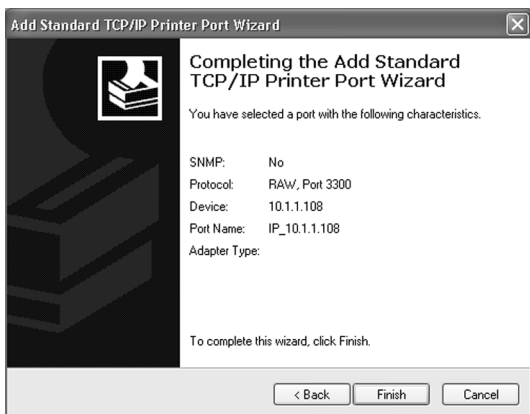 Add Standard TCP/IP Printer Port Wizard
Completing the Add Standard
TCP/IP Printer Port Wizard
You have selected a port with the following characteristics.
SNMP: No
Protocol: RAW, Port 3300
Device: 10.1.1.108
Port Name: IP_10.1.1.108
Adapter Type:
To complete this wizard, click Finish.
< Back Finish Cancel